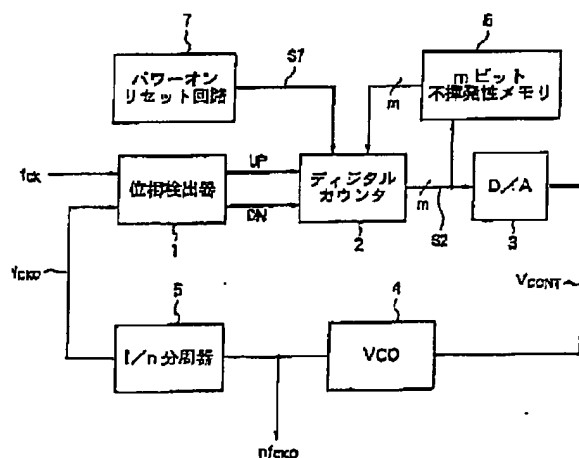 7
パワーオン
リセット回路
S7
6
mビット
不揮発性メモリ
m
fCK
位相検出器
1
UP
DN
ディジタル
カウンタ
2
m
S2
D/A
3
fCKO
VCONT
5
1/n分周器
4
VCO
nfCKO